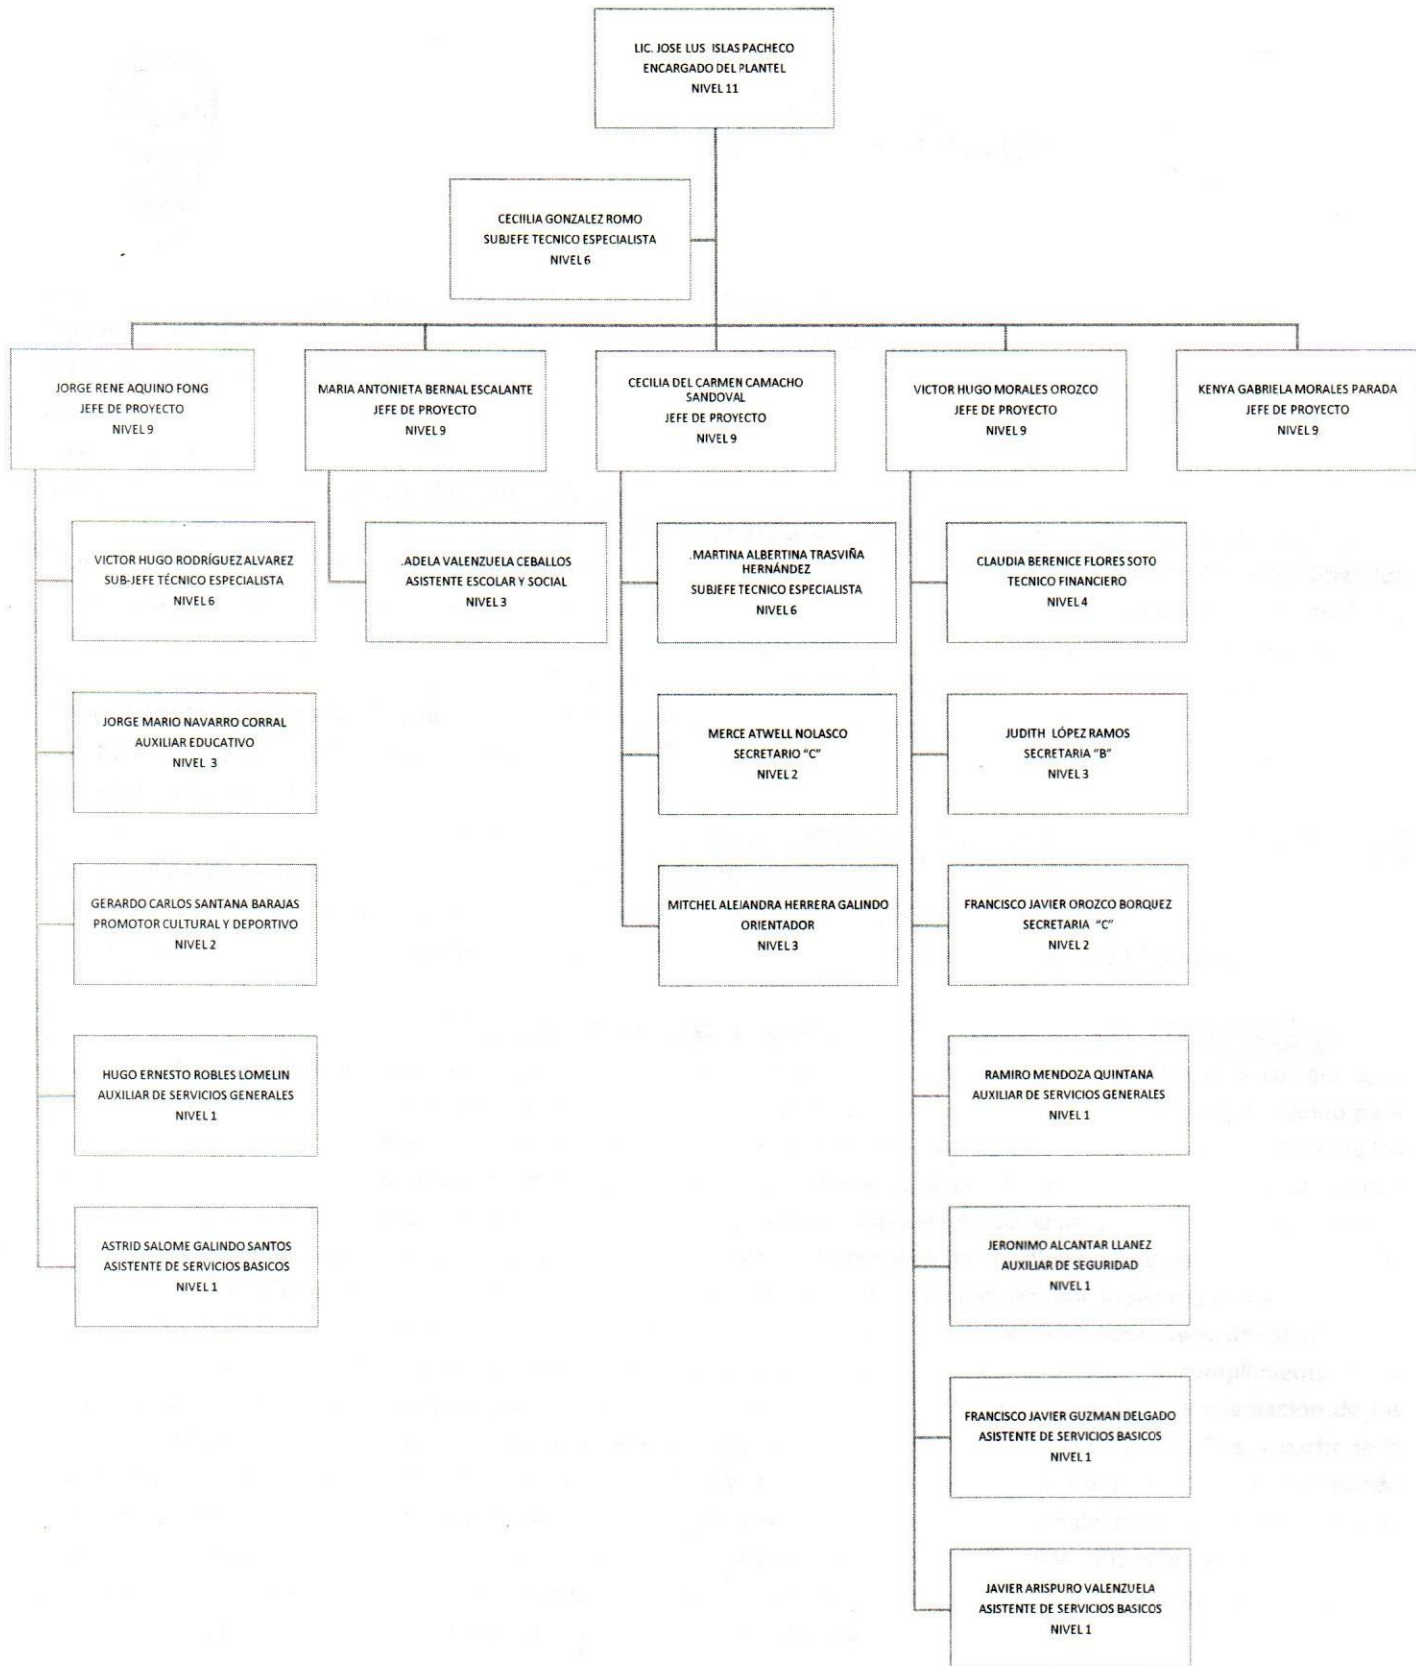 LIC. JOSE LUS ISLAS PACHECO
ENCARGADO DEL PLANTEL
NIVEL 11
CECIILIA GONZALEZ ROMO
SUBJEFE TECNICO ESPECIALISTA
NIVEL 6
JORGE RENE AQUINO FONG
JEFE DE PROYECTO
NIVEL 9
MARIA ANTONIETA BERNAL ESCALANTE
JEFE DE PROYECTO
NIVEL 9
CECILIA DEL CARMEN CAMACHO
SANDOVAL
JEFE DE PROYECTO
NIVEL 9
VICTOR HUGO MORALES OROZCO
JEFE DE PROYECTO
NIVEL 9
KENYA GABRIELA MORALES PARADA
JEFE DE PROYECTO
NIVEL 9
VICTOR HUGO RODRÍGUEZ ALVAREZ
SUB-JEFE TÉCNICO ESPECIALISTA
NIVEL 6
JORGE MARIO NAVARRO CORRAL
AUXILIAR EDUCATIVO
NIVEL 3
GERARDO CARLOS SANTANA BARAJAS
PROMOTOR CULTURAL Y DEPORTIVO
NIVEL 2
HUGO ERNESTO ROBLES LOMELIN
AUXILIAR DE SERVICIOS GENERALES
NIVEL 1
ASTRID SALOME GALINDO SANTOS
ASISTENTE DE SERVICIOS BASICOS
NIVEL 1
.ADELA VALENZUELA CEBALLOS
ASISTENTE ESCOLAR Y SOCIAL
NIVEL 3
.MARTINA ALBERTINA TRASVIÑA
HERNÁNDEZ
SUBJEFE TECNICO ESPECIALISTA
NIVEL 6
MERCE ATWELL NOLASCO
SECRETARIO "C"
NIVEL 2
MITCHEL ALEJANDRA HERRERA GALINDO
ORIENTADOR
NIVEL 3
CLAUDIA BERENICE FLORES SOTO
TECNICO FINANCIERO
NIVEL 4
JUDITH LÓPEZ RAMOS
SECRETARIA "B"
NIVEL 3
FRANCISCO JAVIER OROZCO BORQUEZ
SECRETARIA "C"
NIVEL 2
RAMIRO MENDOZA QUINTANA
AUXILIAR DE SERVICIOS GENERALES
NIVEL 1
JERONIMO ALCANTAR LLANEZ
AUXILIAR DE SEGURIDAD
NIVEL 1
FRANCISCO JAVIER GUZMAN DELGADO
ASISTENTE DE SERVICIOS BASICOS
NIVEL 1
JAVIER ARISPURO VALENZUELA
ASISTENTE DE SERVICIOS BASICOS
NIVEL 1